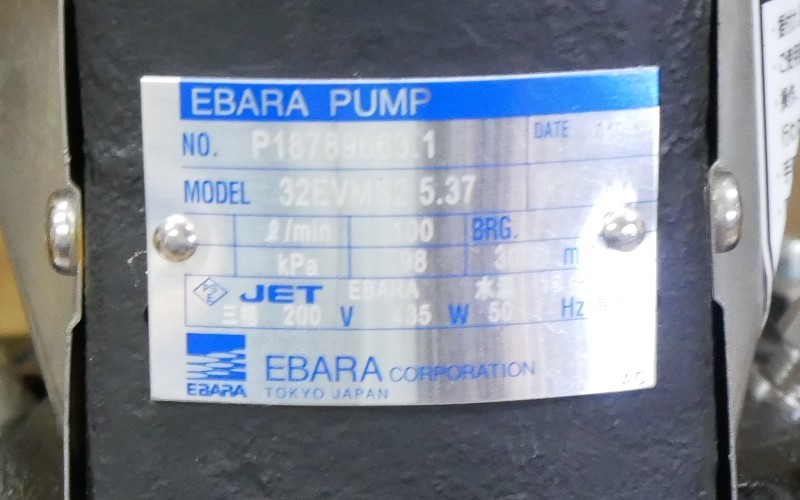 EBARA PUMP
NO. P16789663.1 DATE
MODEL 32EVMS2 5.37
ℓ/min 100 BRG.
kPa 98 m
JET EBARA
三相 200 V 435 W 50 Hz
EBARA EBARA CORPORATION
TOKYO JAPAN